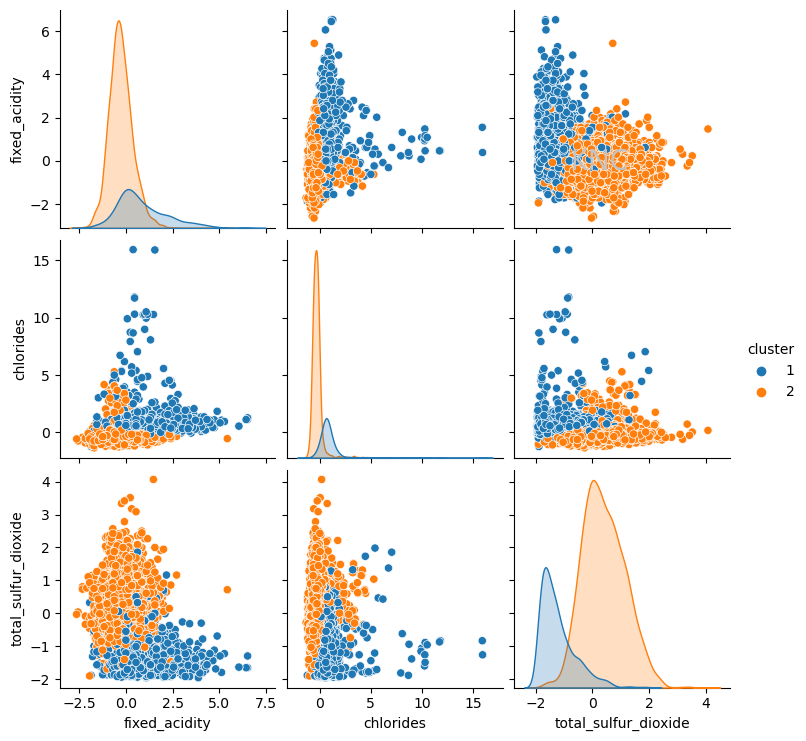 fixed_acidity
6
4
2
0
−2
chlorides
15
10
5
0
total_sulfur_dioxide
4
3
2
1
0
−1
−2
−2.5 0.0 2.5 5.0 7.5
fixed_acidity
0 5 10 15
chlorides
−2 0 2 4
total_sulfur_dioxide
cluster
1
2